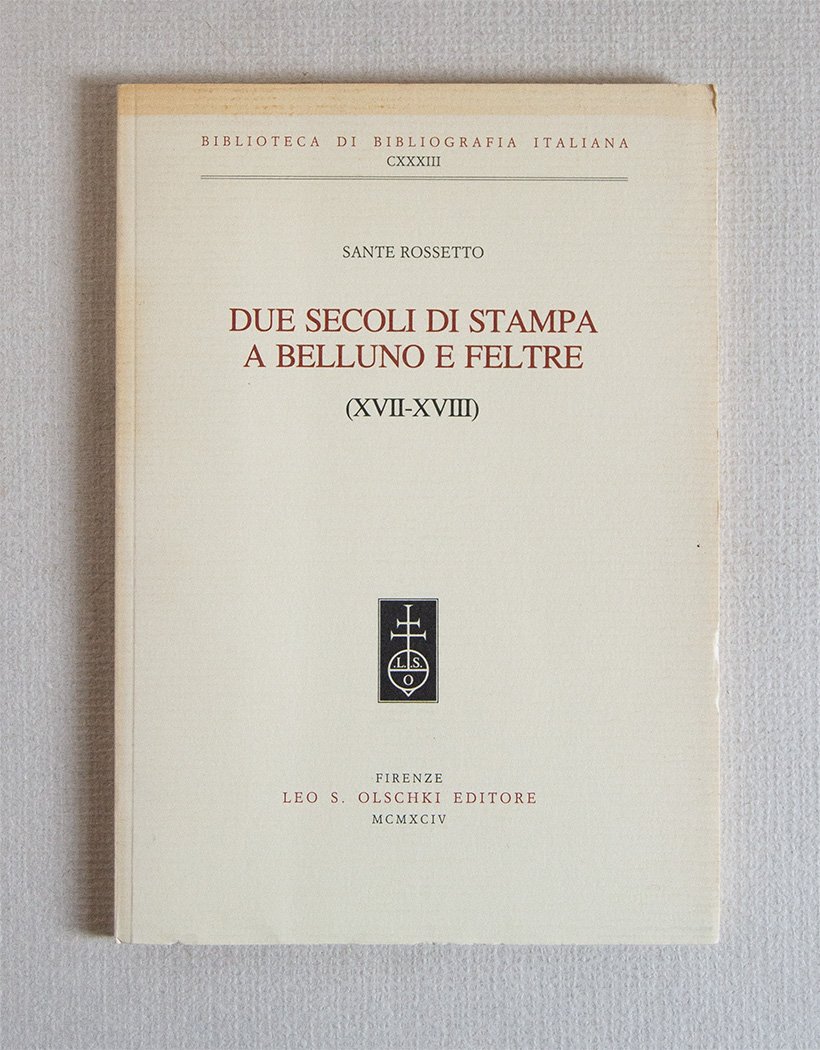 BIBLIOTECA DI BIBLIOGRAFIA ITALIANA
CXXXIII
SANTE ROSSETTO
DUE SECOLI DI STAMPA
A BELLUNO E FELTRE
(XVII-XVIII)
.L. .S.
O
FIRENZE
LEO S. OLSCHKI EDITORE
MCMXCIV